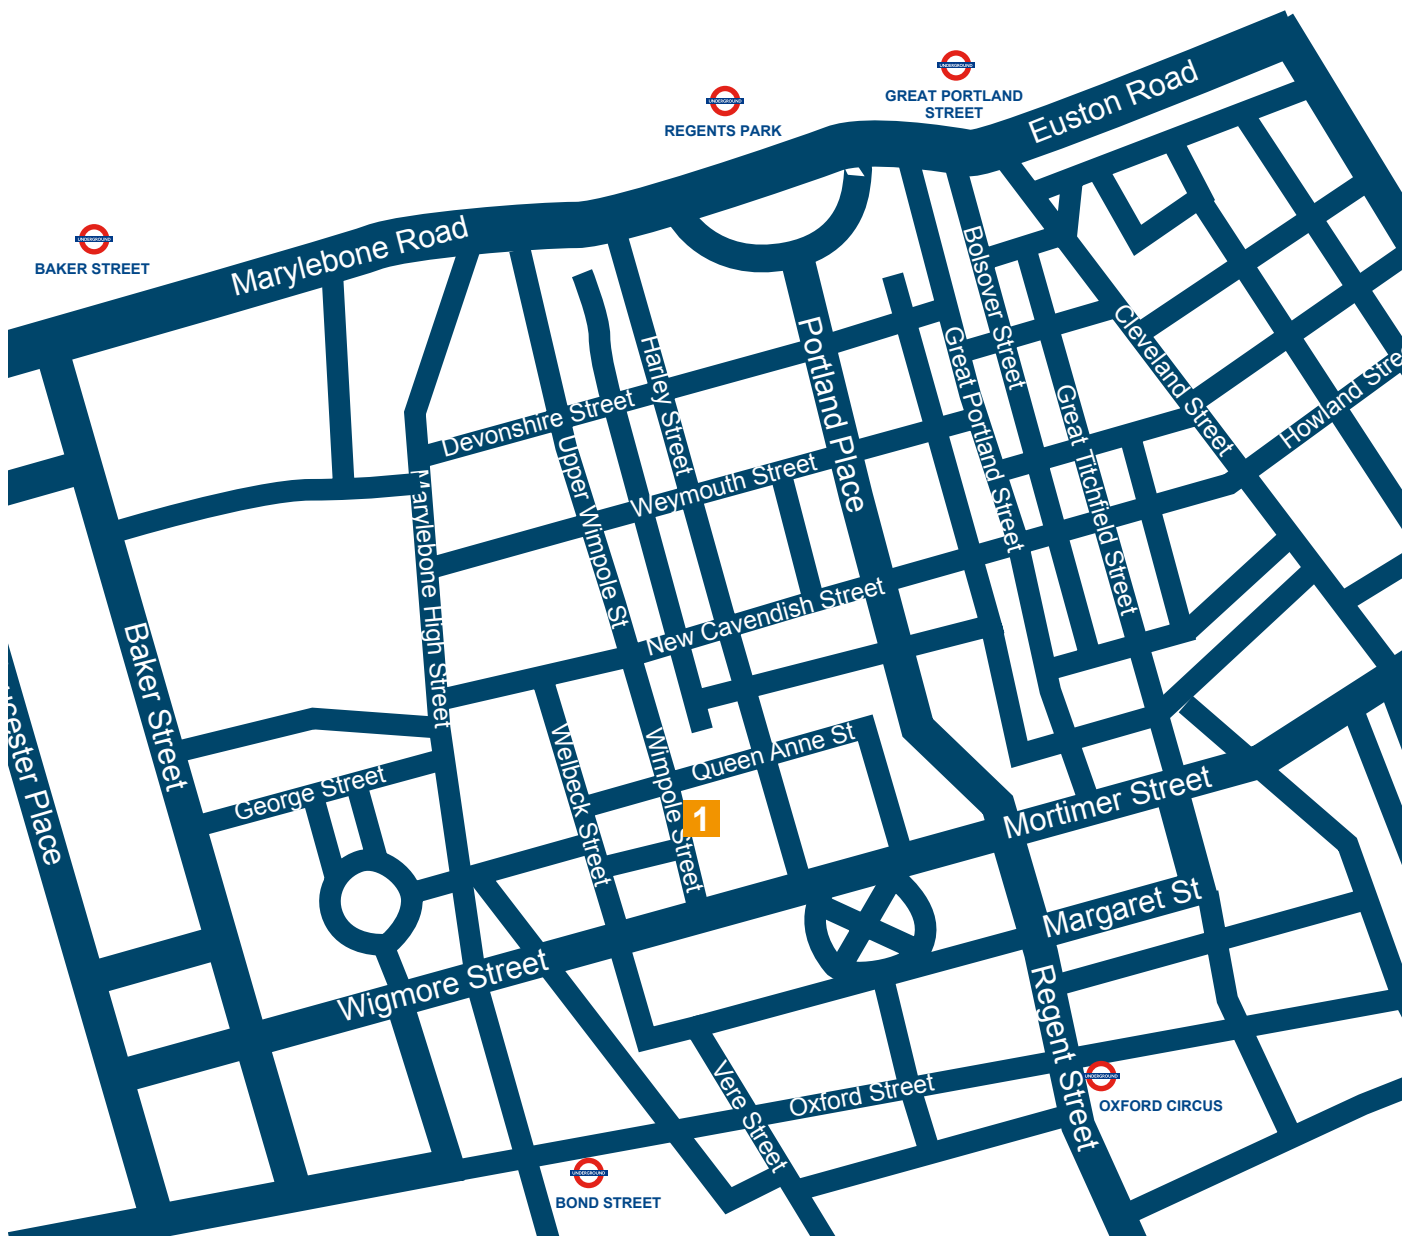 UNDERGROUND
GREAT PORTLAND
STREET
Euston Road
UNDERGROUND
REGENTS PARK
UNDERGROUND
BAKER STREET
Marylebone Road
Bolsover Street
Cleveland Street
Portland Place
Great Portland Street
Harley Street
Howland Stree
Great Titchfield Street
Devonshire Street
Upper Wimpole St
Weymouth Street
Marylebone High Street
New Cavendish Street
Baker Street
cester Place
Welbeck Street
Wimpole Street
Queen Anne St
George Street
1
Mortimer Street
Margaret St
Wigmore Street
Regent Street
Vere Street
Oxford Street
UNDERGROUND
OXFORD CIRCUS
UNDERGROUND
BOND STREET